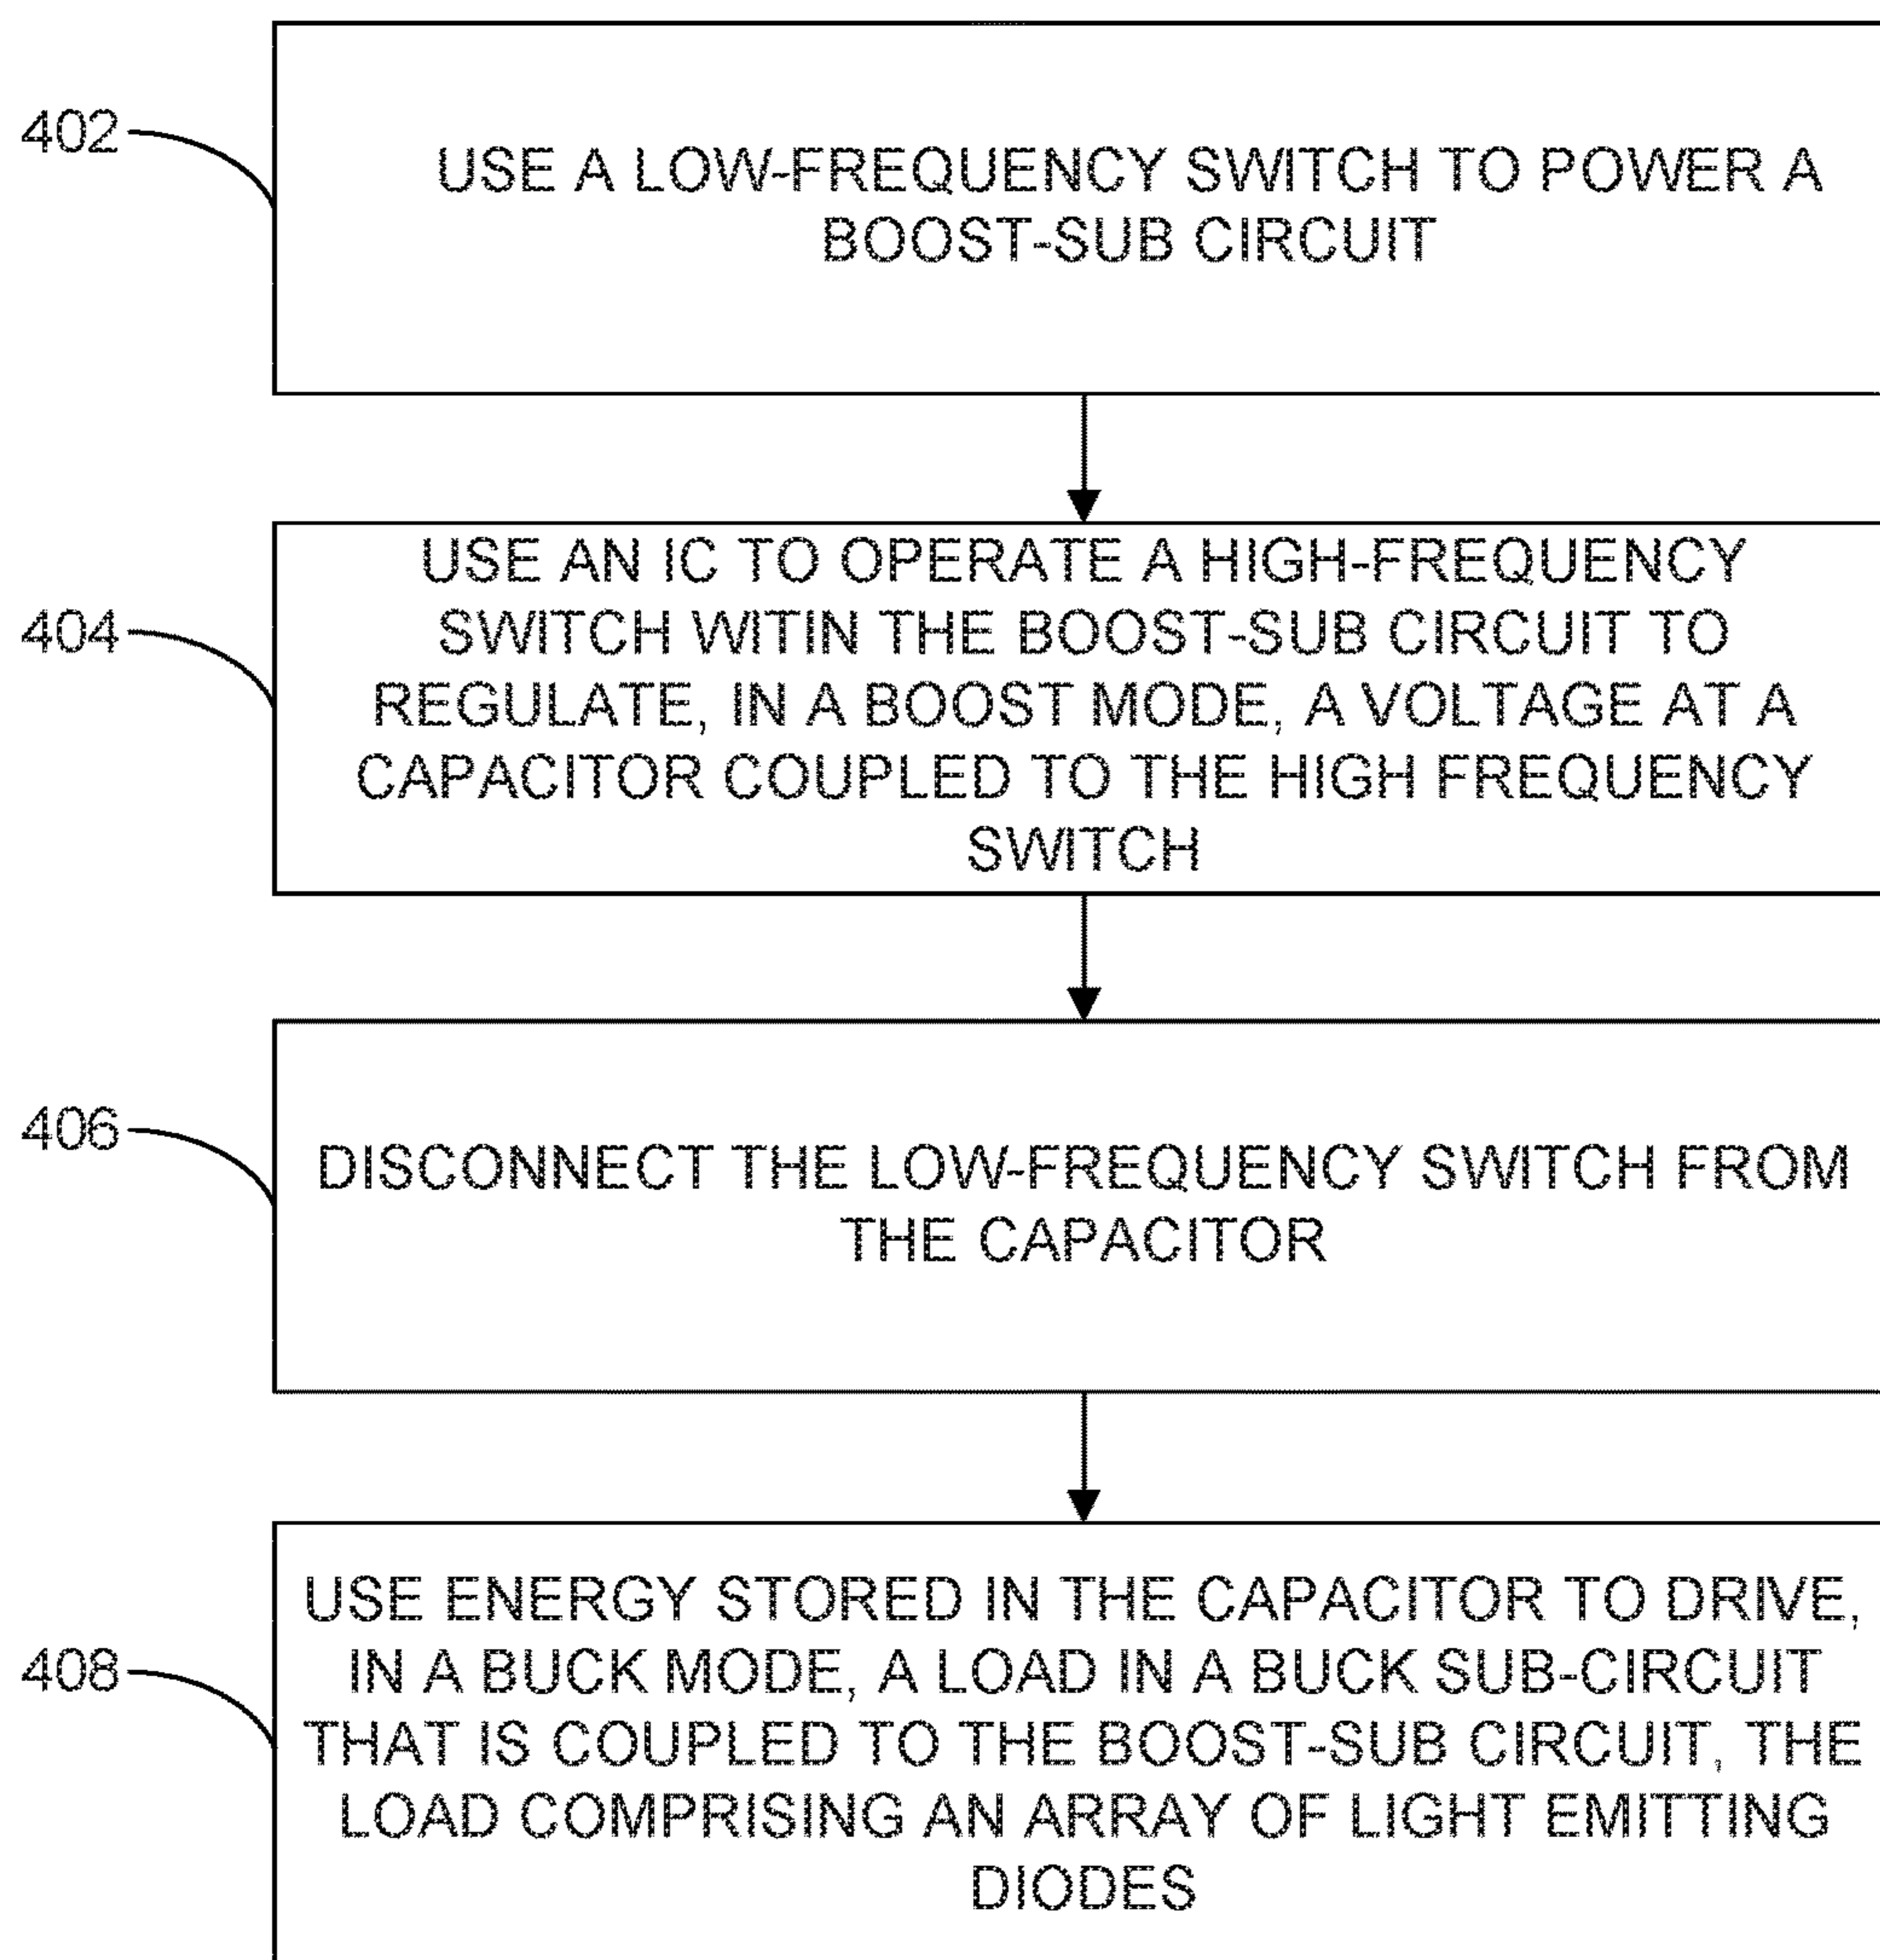 402
USE A LOW-FREQUENCY SWITCH TO POWER A
BOOST-SUB CIRCUIT
404
USE AN IC TO OPERATE A HIGH-FREQUENCY
SWITCH WITIN THE BOOST-SUB CIRCUIT TO
REGULATE, IN A BOOST MODE, A VOLTAGE AT A
CAPACITOR COUPLED TO THE HIGH FREQUENCY
SWITCH
406
DISCONNECT THE LOW-FREQUENCY SWITCH FROM
THE CAPACITOR
408
USE ENERGY STORED IN THE CAPACITOR TO DRIVE,
IN A BUCK MODE, A LOAD IN A BUCK SUB-CIRCUIT
THAT IS COUPLED TO THE BOOST-SUB CIRCUIT, THE
LOAD COMPRISING AN ARRAY OF LIGHT EMITTING
DIODES